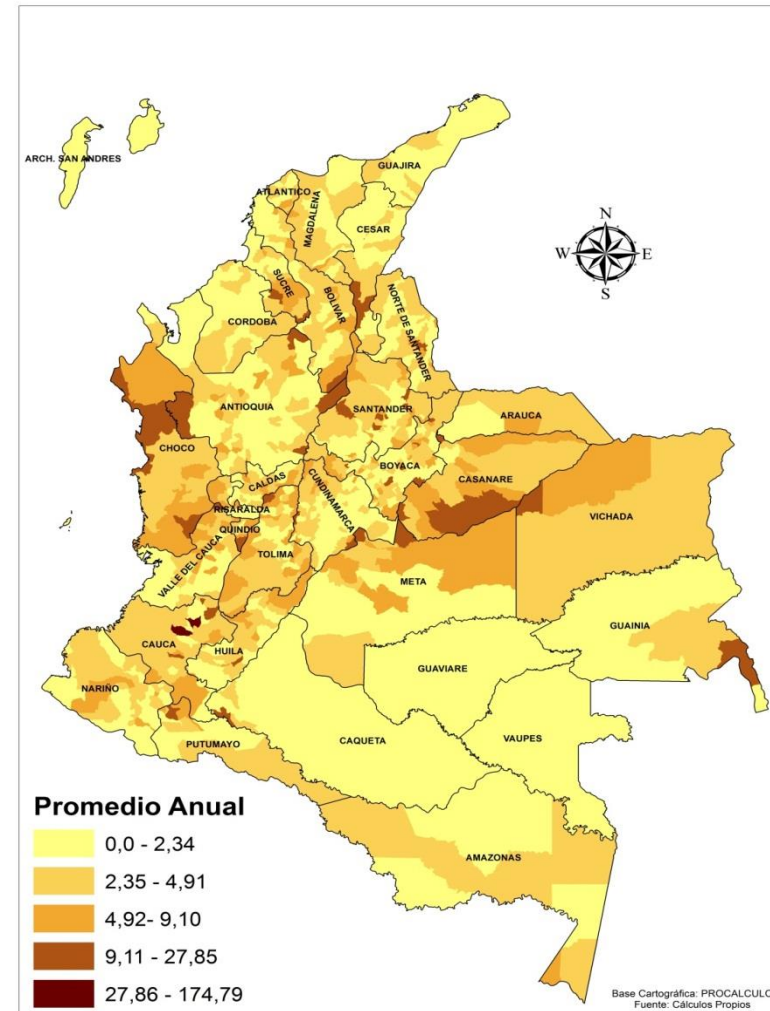 ARCH. SAN ANDRES
GUAJIRA
ATLANTICO
MAGDALENA
CESAR
N
W
E
S
SUCRE
BOLIVAR
NORTE DE SANTANDER
CORDOBA
ANTIOQUIA
SANTANDER
ARAUCA
CHOCO
BOYACA
CASANARE
CALDAS
CUNDINAMARCA
RISARALDA
VICHADA
QUINDIO
VALLE DEL CAUCA
TOLIMA
META
GUAINIA
CAUCA
HUILA
GUAVIARE
NARIÑO
CAQUETA
VAUPES
PUTUMAYO
AMAZONAS
Promedio Anual
0,0 - 2,34
2,35 - 4,91
4,92- 9,10
9,11 - 27,85
27,86 - 174,79
Base Cartográfica: PROCALCULO
Fuente: Cálculos Propios